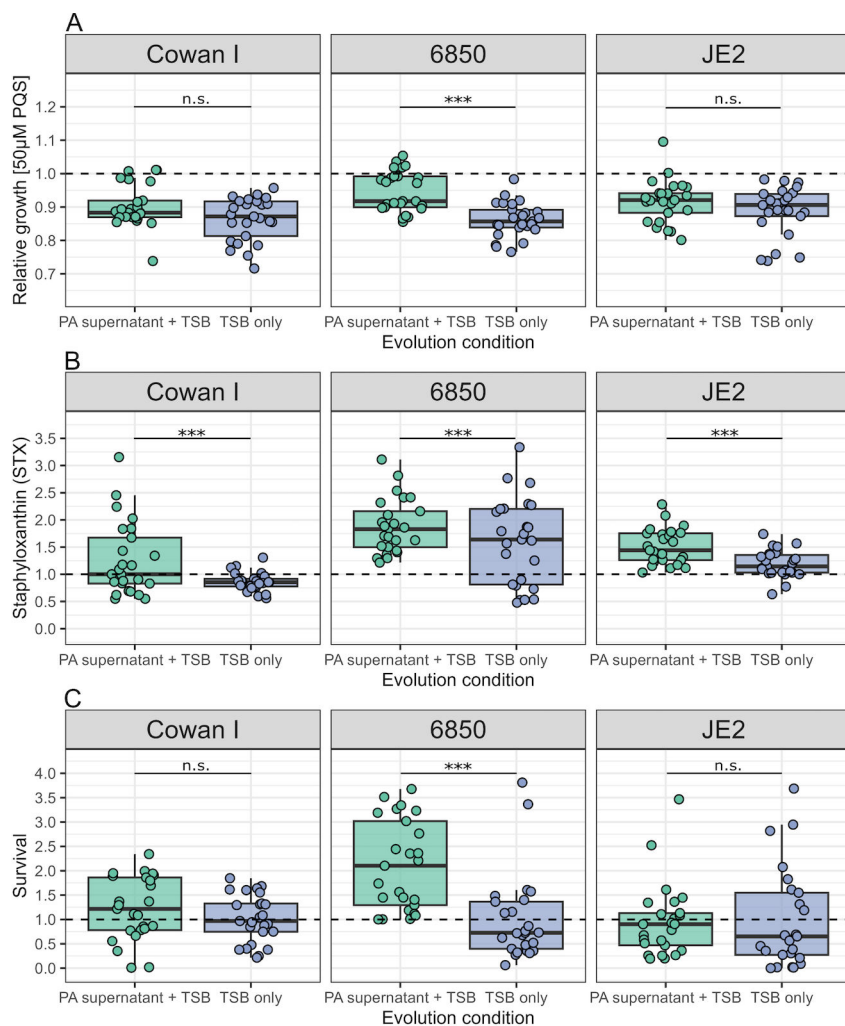 A
Cowan I 6850 JE2
Relative growth [50µM PQS]
1.2
1.1
1.0
0.9
0.8
0.7
n.s. *** n.s.
PA supernatant + TSB TSB only PA supernatant + TSB TSB only PA supernatant + TSB TSB only
Evolution condition
B
Cowan I 6850 JE2
Staphyloxanthin (STX)
3.5
3.0
2.5
2.0
1.5
1.0
0.5
0.0
*** *** ***
PA supernatant + TSB TSB only PA supernatant + TSB TSB only PA supernatant + TSB TSB only
Evolution condition
C
Cowan I 6850 JE2
Survival
4.0
3.5
3.0
2.5
2.0
1.5
1.0
0.5
0.0
n.s. *** n.s.
PA supernatant + TSB TSB only PA supernatant + TSB TSB only PA supernatant + TSB TSB only
Evolution condition